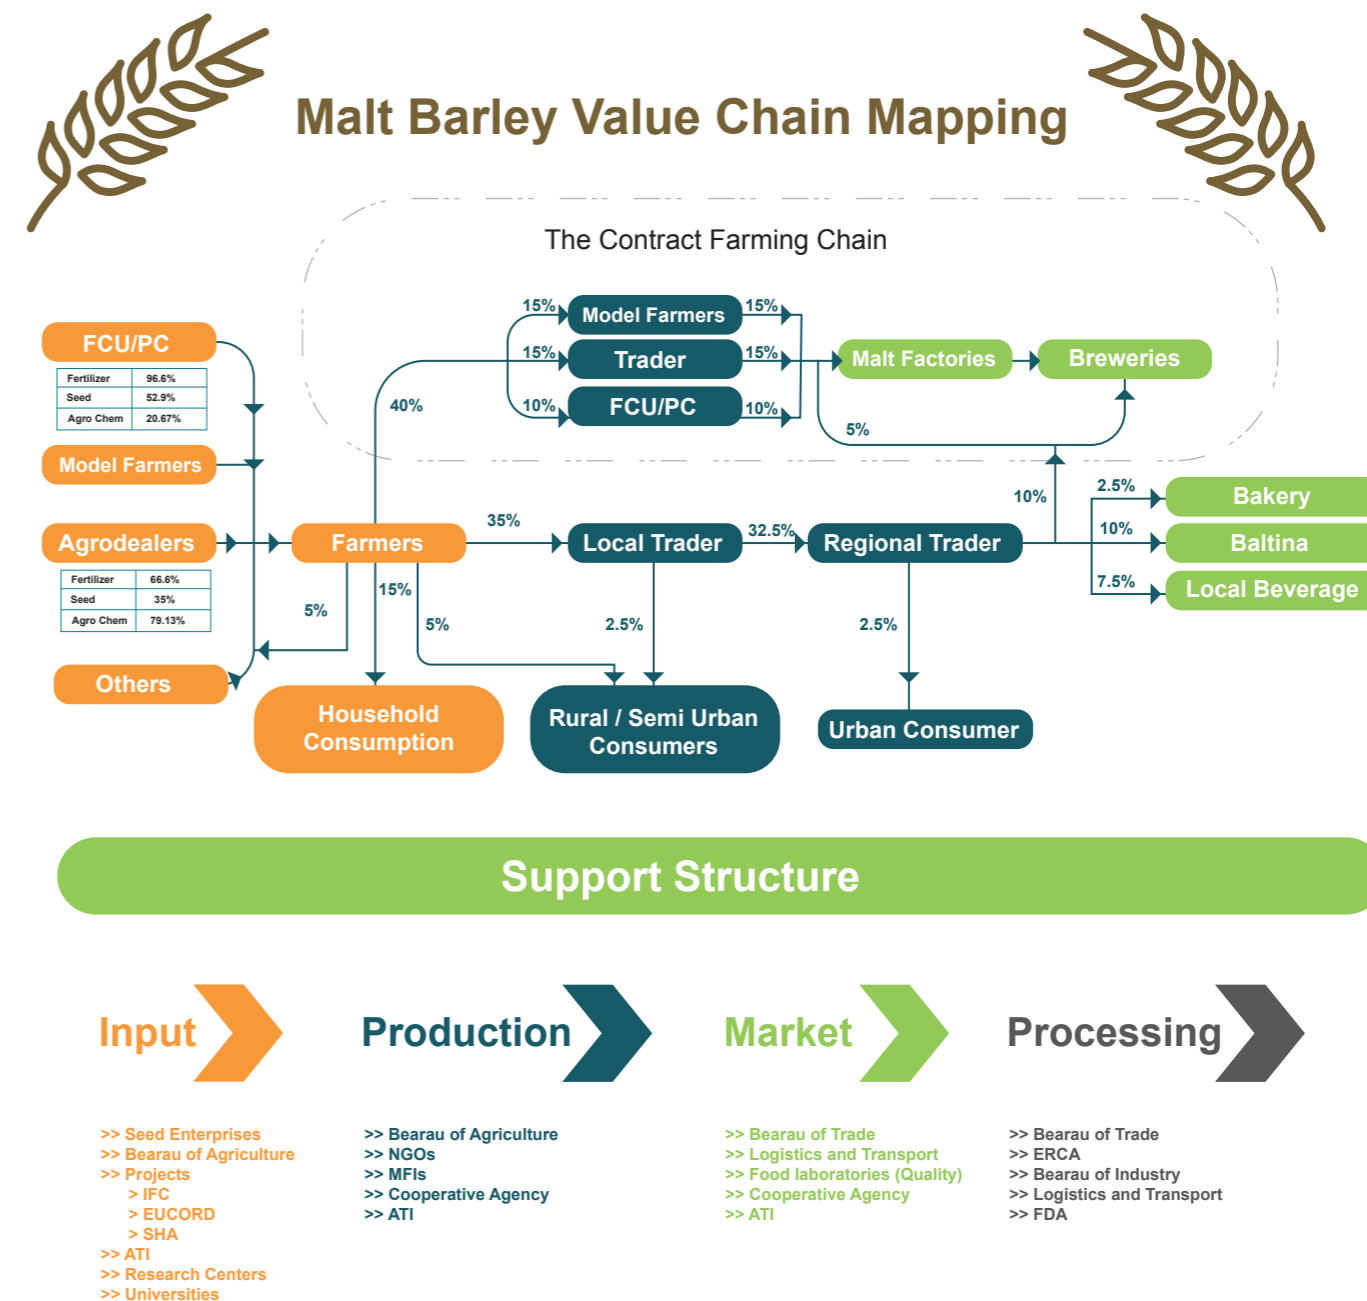 Malt Barley Value Chain Mapping
The Contract Farming Chain
15%
Model Farmers
15%
15%
Trader
15%
10%
FCU/PC
10%
Malt Factories
Breweries
40%
5%
FCU/PC
Fertilizer 96.6%
Seed 52.9%
Agro Chem 20.67%
Model Farmers
Agrodealers
Fertilizer 66.6%
Seed 35%
Agro Chem 79.13%
Others
Farmers
35%
Local Trader
32.5%
Regional Trader
10%
2.5%
Bakery
10%
Baltina
7.5%
Local Beverage
5%
15%
5%
2.5%
2.5%
Household
Consumption
Rural / Semi Urban
Consumers
Urban Consumer
Support Structure
Input
Production
Market
Processing
>> Seed Enterprises
>> Bearau of Agriculture
>> Projects
> IFC
> EUCORD
> SHA
>> ATI
>> Research Centers
>> Universities
>> Bearau of Agriculture
>> NGOs
>> MFIs
>> Cooperative Agency
>> ATI
>> Bearau of Trade
>> Logistics and Transport
>> Food laboratories (Quality)
>> Cooperative Agency
>> ATI
>> Bearau of Trade
>> ERCA
>> Bearau of Industry
>> Logistics and Transport
>> FDA